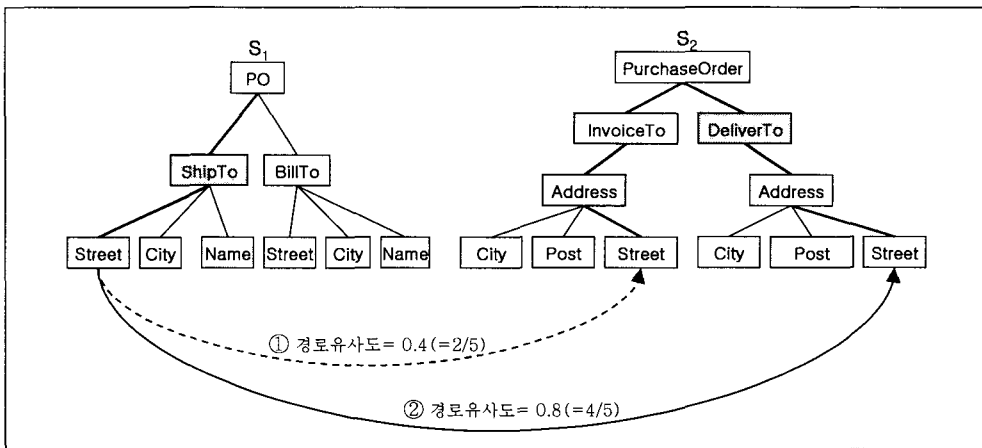 S₁
PO
ShipTo BillTo
Street City Name Street City Name
S₂
PurchaseOrder
InvoiceTo DeliverTo
Address Address
City Post Street City Post Street
① 경로유사도= 0.4(=2/5)
② 경로유사도= 0.8(=4/5)